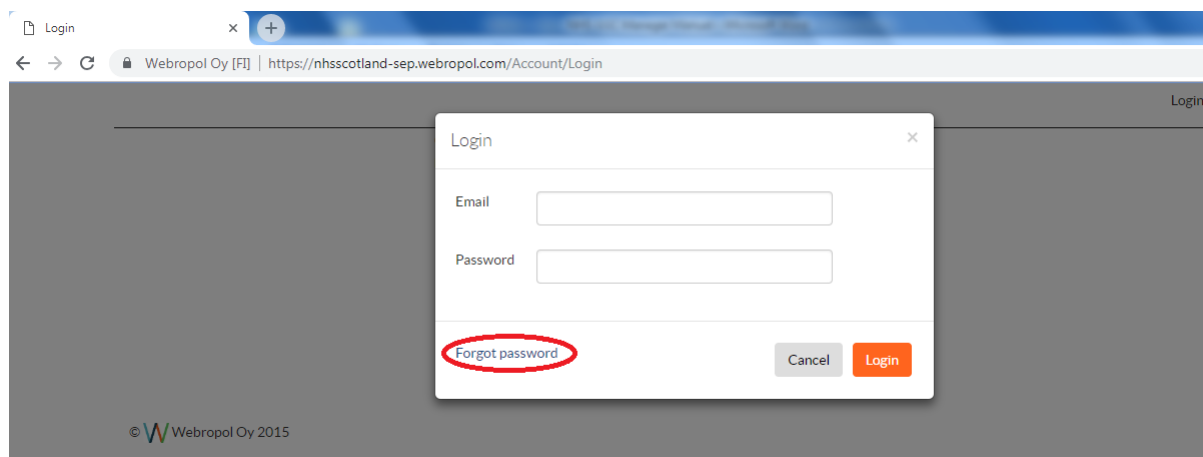 Login
Webropol Oy [FI] | https://nhsscotland-sep.webropol.com/Account/Login
Login
Login
Email
Password
Forgot password
Cancel
Login
© Webropol Oy 2015